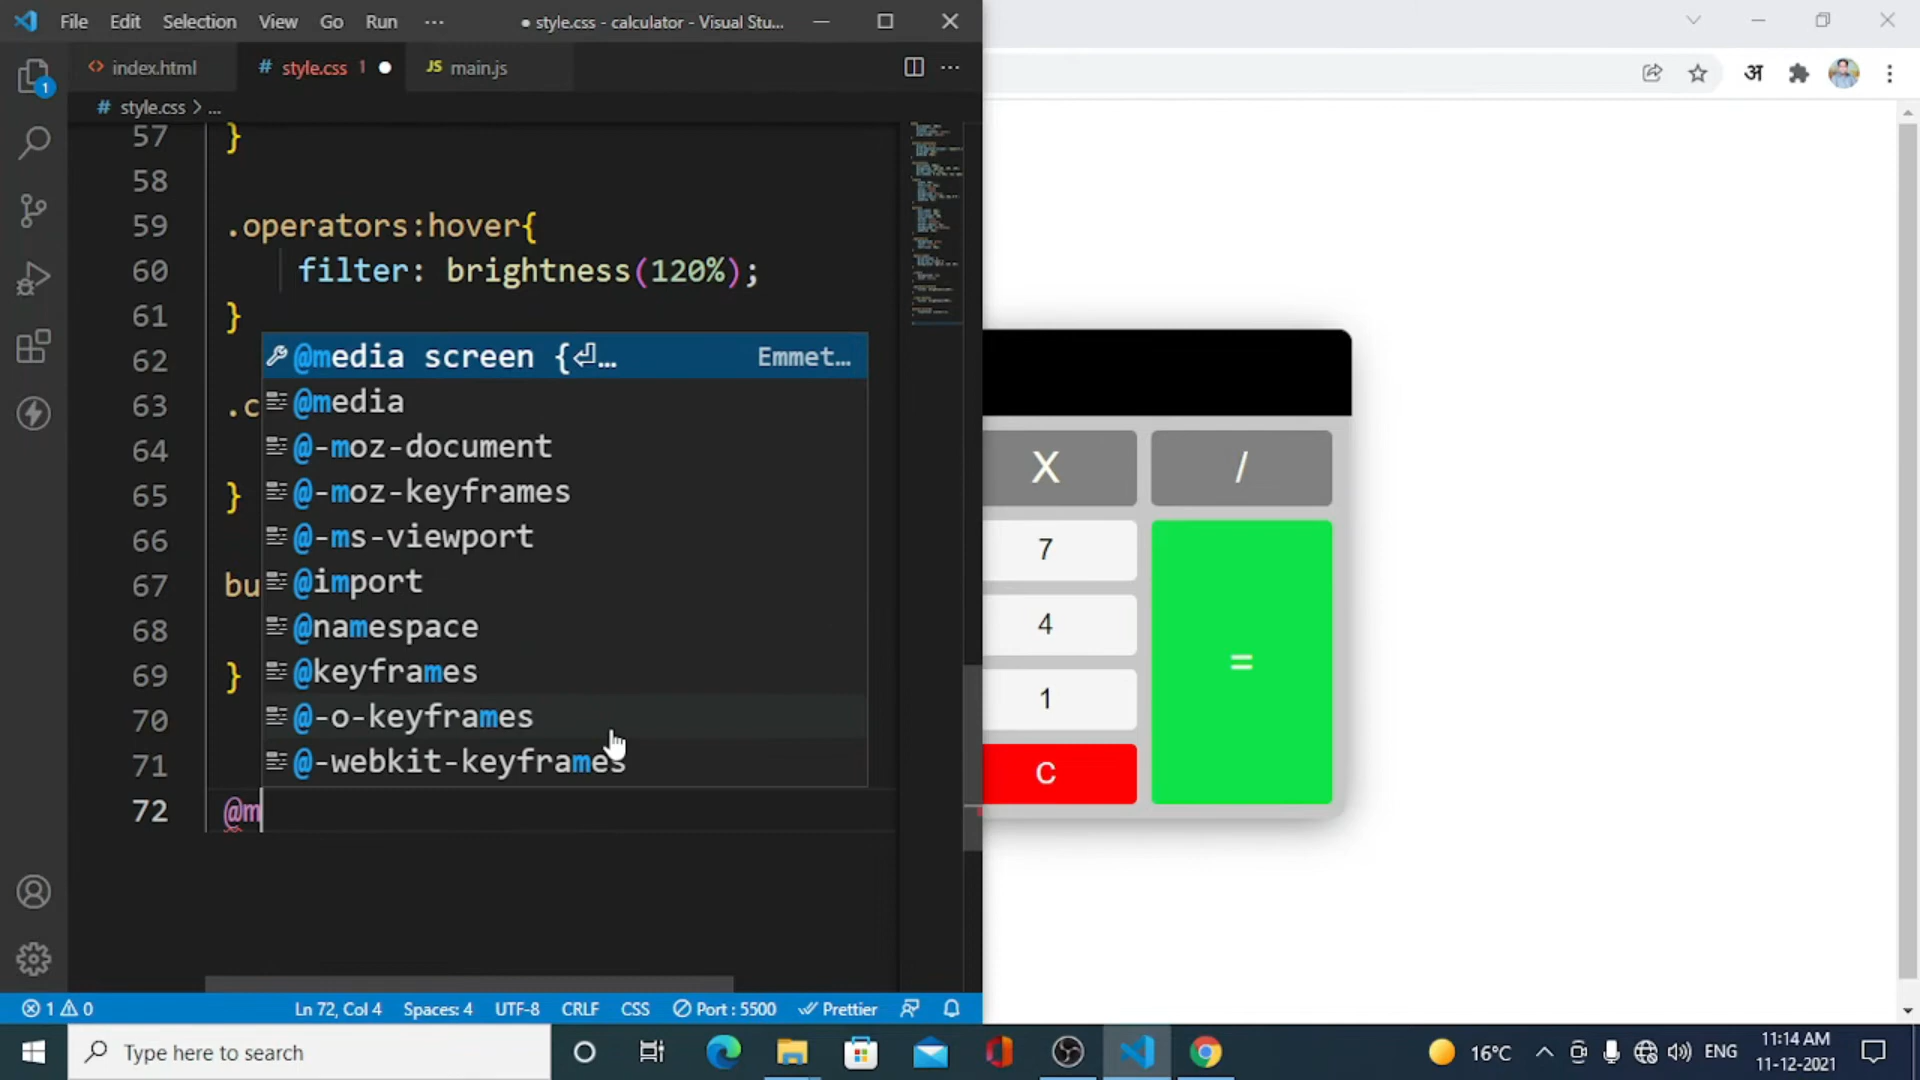 File Edit Selection View Go Run ··· ● style.css - calculator - Visual Stu...
index.html # style.css 1 ● JS main.js ···
# style.css > ...
57 }
58
59 .operators:hover{
60 filter: brightness(120%);
61 }
62
63 .c
64
65 }
66
67 bu
68
69 }
70
71
72 @m
@media screen {⏎… Emmet…
@media
@-moz-document
@-moz-keyframes
@-ms-viewport
@import
@namespace
@keyframes
@-o-keyframes
@-webkit-keyframes
1 0 Ln 72, Col 4 Spaces: 4 UTF-8 CRLF CSS Port : 5500 Prettier
अ
X /
7
4
=
1
C
Type here to search
16°C ENG 11:14 AM
11-12-2021